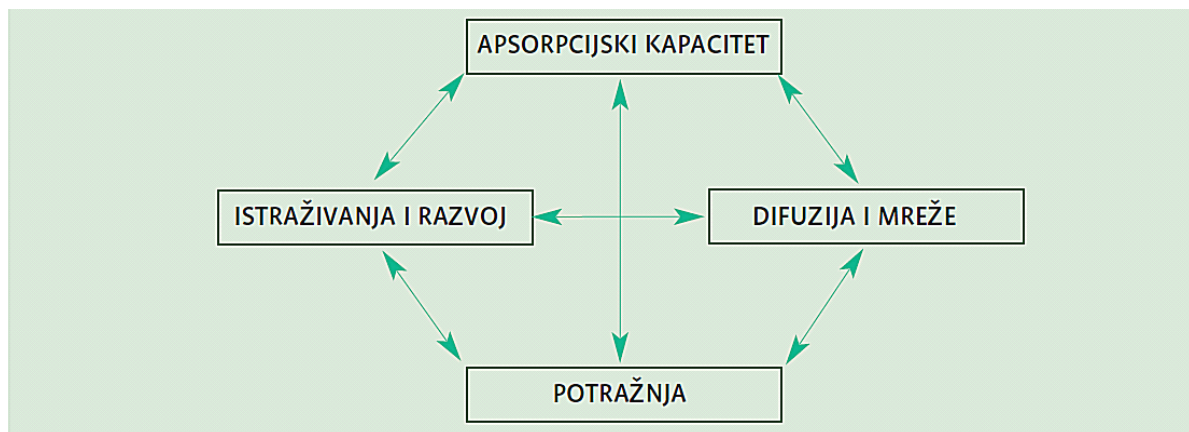 APSORPCIJSKI KAPACITET
ISTRAŽIVANJA I RAZVOJ
DIFUZIJA I MREŽE
POTRAŽNJA